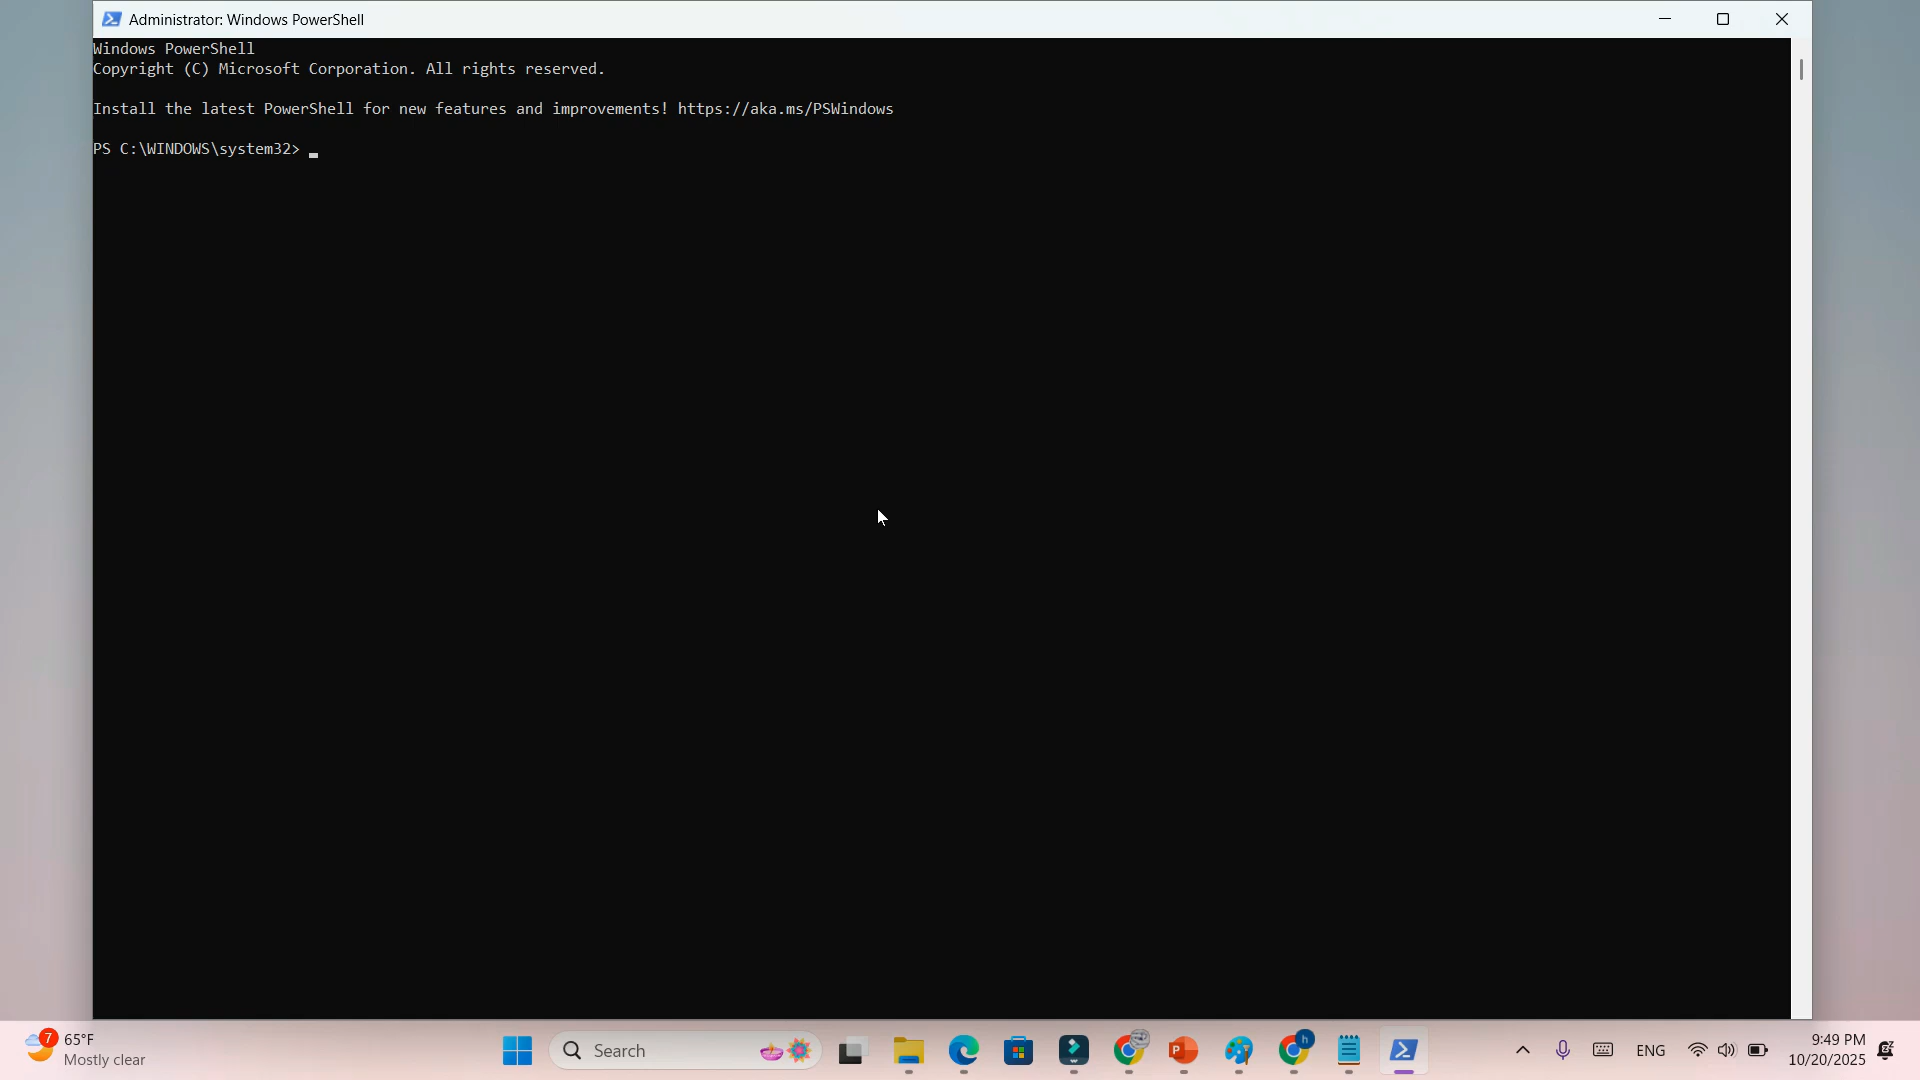 Administrator: Windows PowerShell
Windows PowerShell
Copyright (C) Microsoft Corporation. All rights reserved.
Install the latest PowerShell for new features and improvements! https://aka.ms/PSWindows
PS C:\WINDOWS\system32>
7
65°F
Mostly clear
Search
P
h
ENG
9:49 PM
10/20/2025